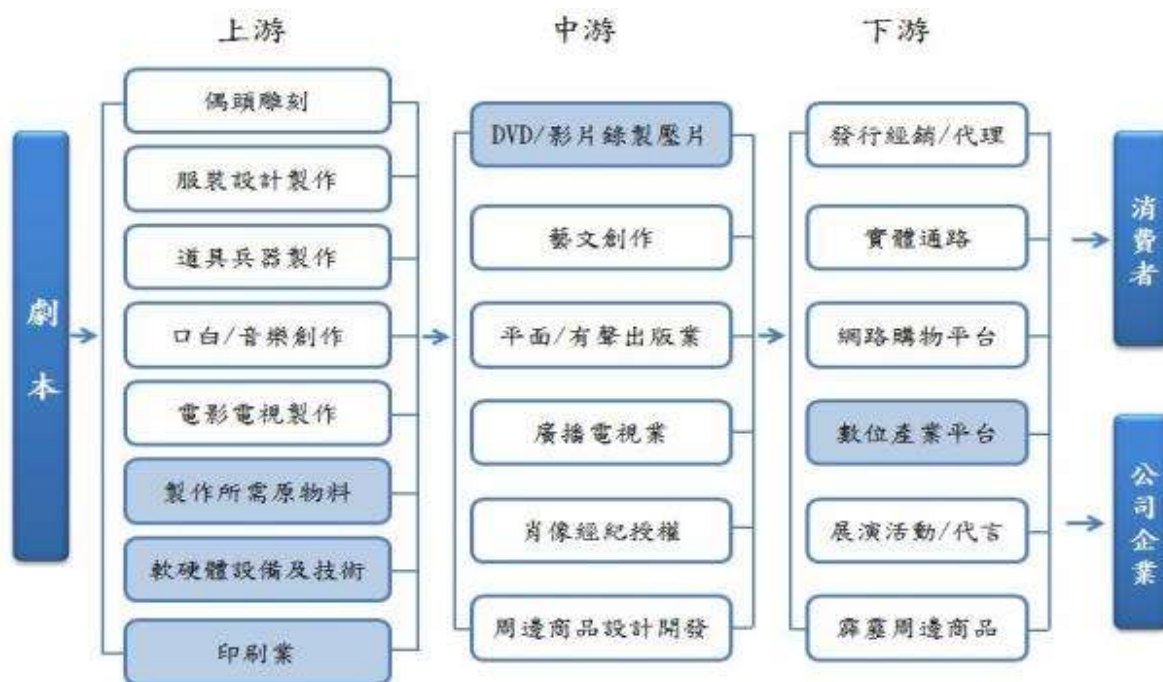 上游
中游
下游
劇本
偶頭雕刻
服裝設計製作
道具兵器製作
口白/音樂創作
電影電視製作
製作所需原物料
軟硬體設備及技術
印刷業
DVD/影片錄製壓片
藝文創作
平面/有聲出版業
廣播電視業
肖像經紀授權
周邊商品設計開發
發行經銷/代理
實體通路
網路購物平台
數位產業平台
展演活動/代言
霹靂周邊商品
消費者
公司企業